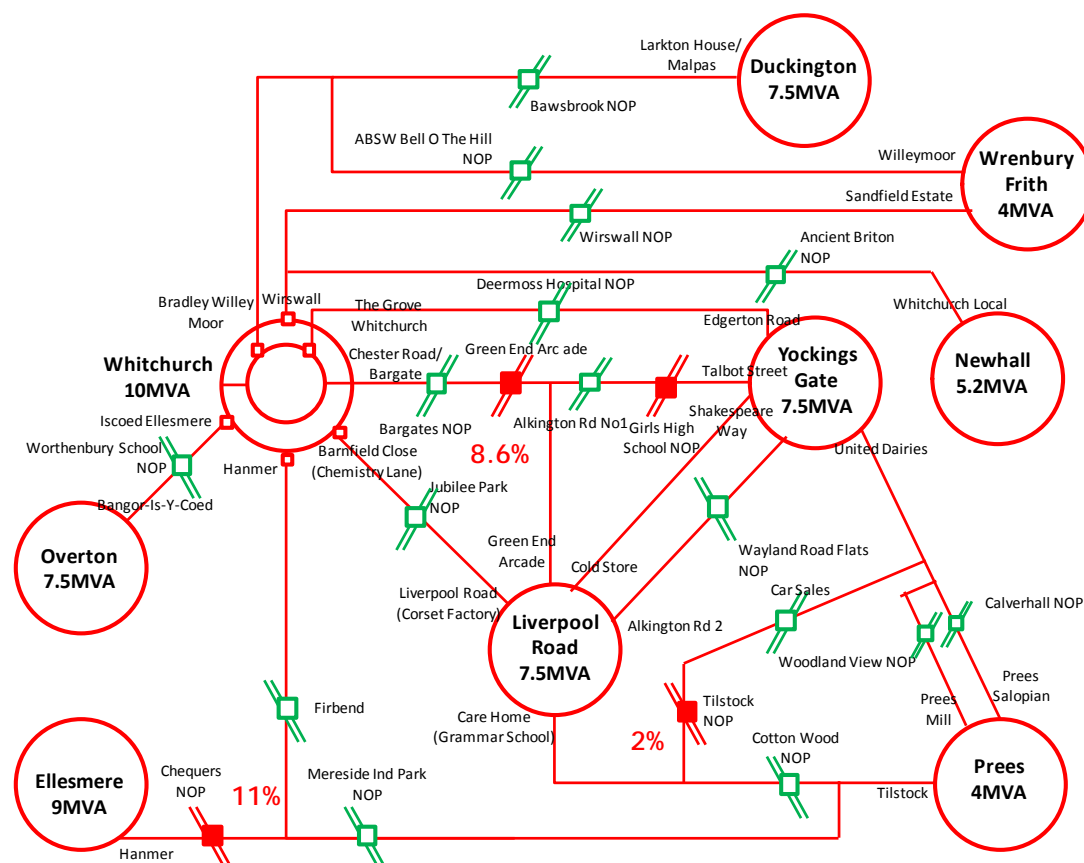 Larkton House/
Malpas
Duckington
7.5MVA
Bawsbrook NOP
ABSW Bell O The Hill
NOP
Willeymoor
Wrenbury
Frith
4MVA
Sandfield Estate
Wirswall NOP
Ancient Briton
NOP
Deermoss Hospital NOP
Whitchurch Local
Bradley Willey
Moor
Wirswall
The Grove
Whitchurch
Edgerton Road
Newhall
5.2MVA
Whitchurch
10MVA
Chester Road/
Bargate
Green End Arc ade
Talbot Street
Yockings
Gate
7.5MVA
Bargates NOP
Alkington Rd No1
Girls High
School NOP
Shakespeare
Way
United Dairies
Iscoed Ellesmere
Worthenbury School
NOP
Hanmer
Barnfield Close
(Chemistry Lane)
8.6%
Jubilee Park
NOP
Bangor-Is-Y-Coed
Overton
7.5MVA
Green End
Arcade
Cold Store
Wayland Road Flats
NOP
Car Sales
Liverpool Road
(Corset Factory)
Liverpool
Road
7.5MVA
Alkington Rd 2
Calverhall NOP
Woodland View NOP
Prees
Salopian
Prees
Mill
Firbend
Care Home
(Grammar School)
Tilstock
NOP
2%
Cotton Wood
NOP
Ellesmere
9MVA
Chequers
NOP
11%
Mereside Ind Park
NOP
Tilstock
Prees
4MVA
Hanmer